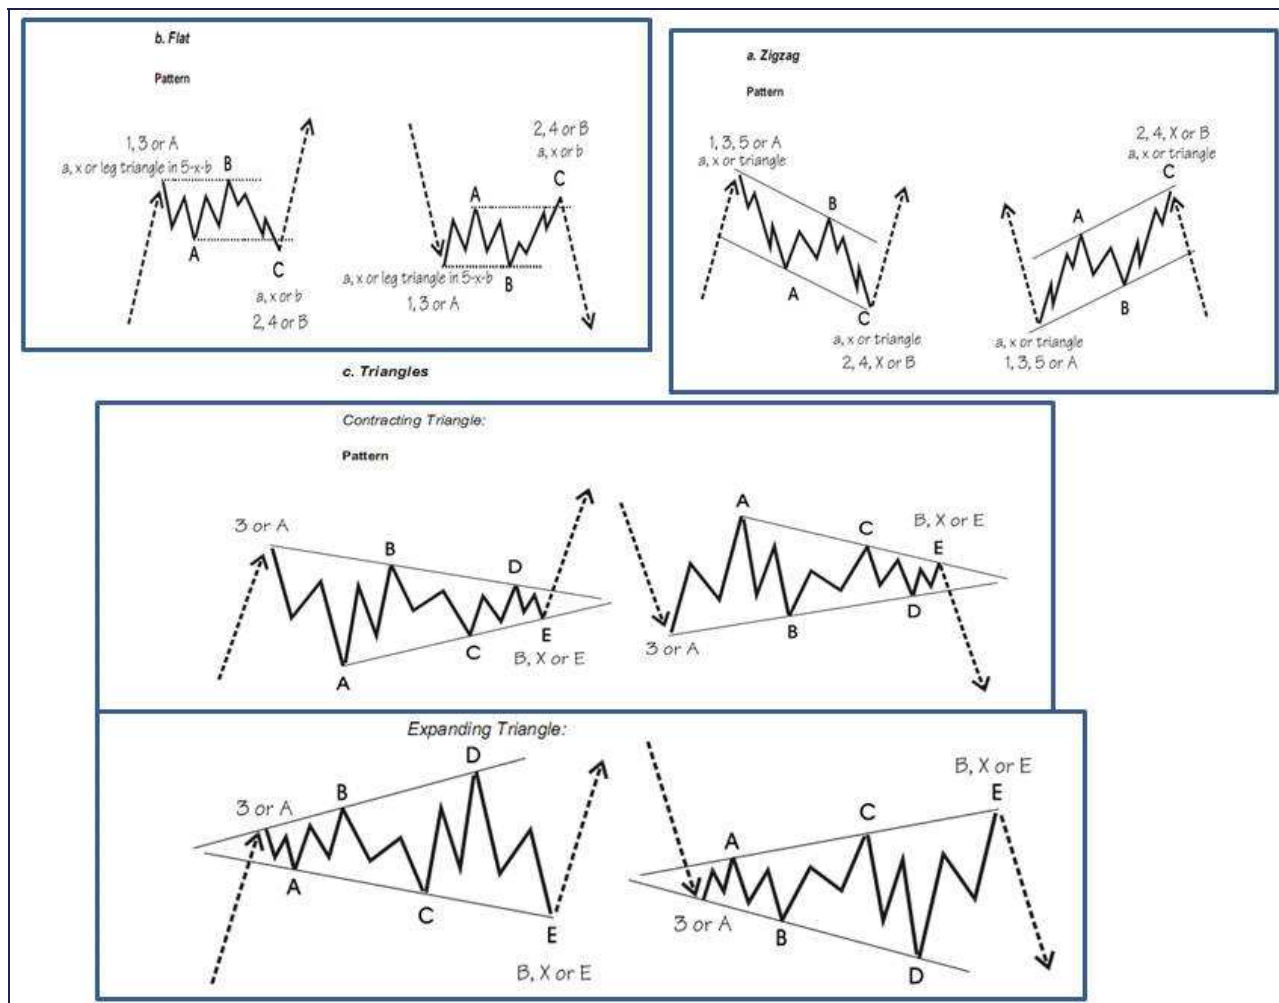 b. Flat
Pattern
1, 3 or A
a, x or leg triangle in 5-x-b
B
A
C
a, x or b
2, 4 or B
2, 4 or B
a, x or b
C
A
a, x or leg triangle in 5-x-b
B
1, 3 or A
a. Zigzag
Pattern
1, 3, 5 or A
a, x or triangle
B
A
C
a, x or triangle
2, 4, X or B
2, 4, X or B
a, x or triangle
C
A
B
a, x or triangle
1, 3, 5 or A
c. Triangles
Contracting Triangle:
Pattern
3 or A
B
D
A
C
E
B, X or E
A
C
B, X or E
E
3 or A
B
D
Expanding Triangle:
D
3 or A
B
A
C
E
B, X or E
B, X or E
E
C
A
3 or A
B
D